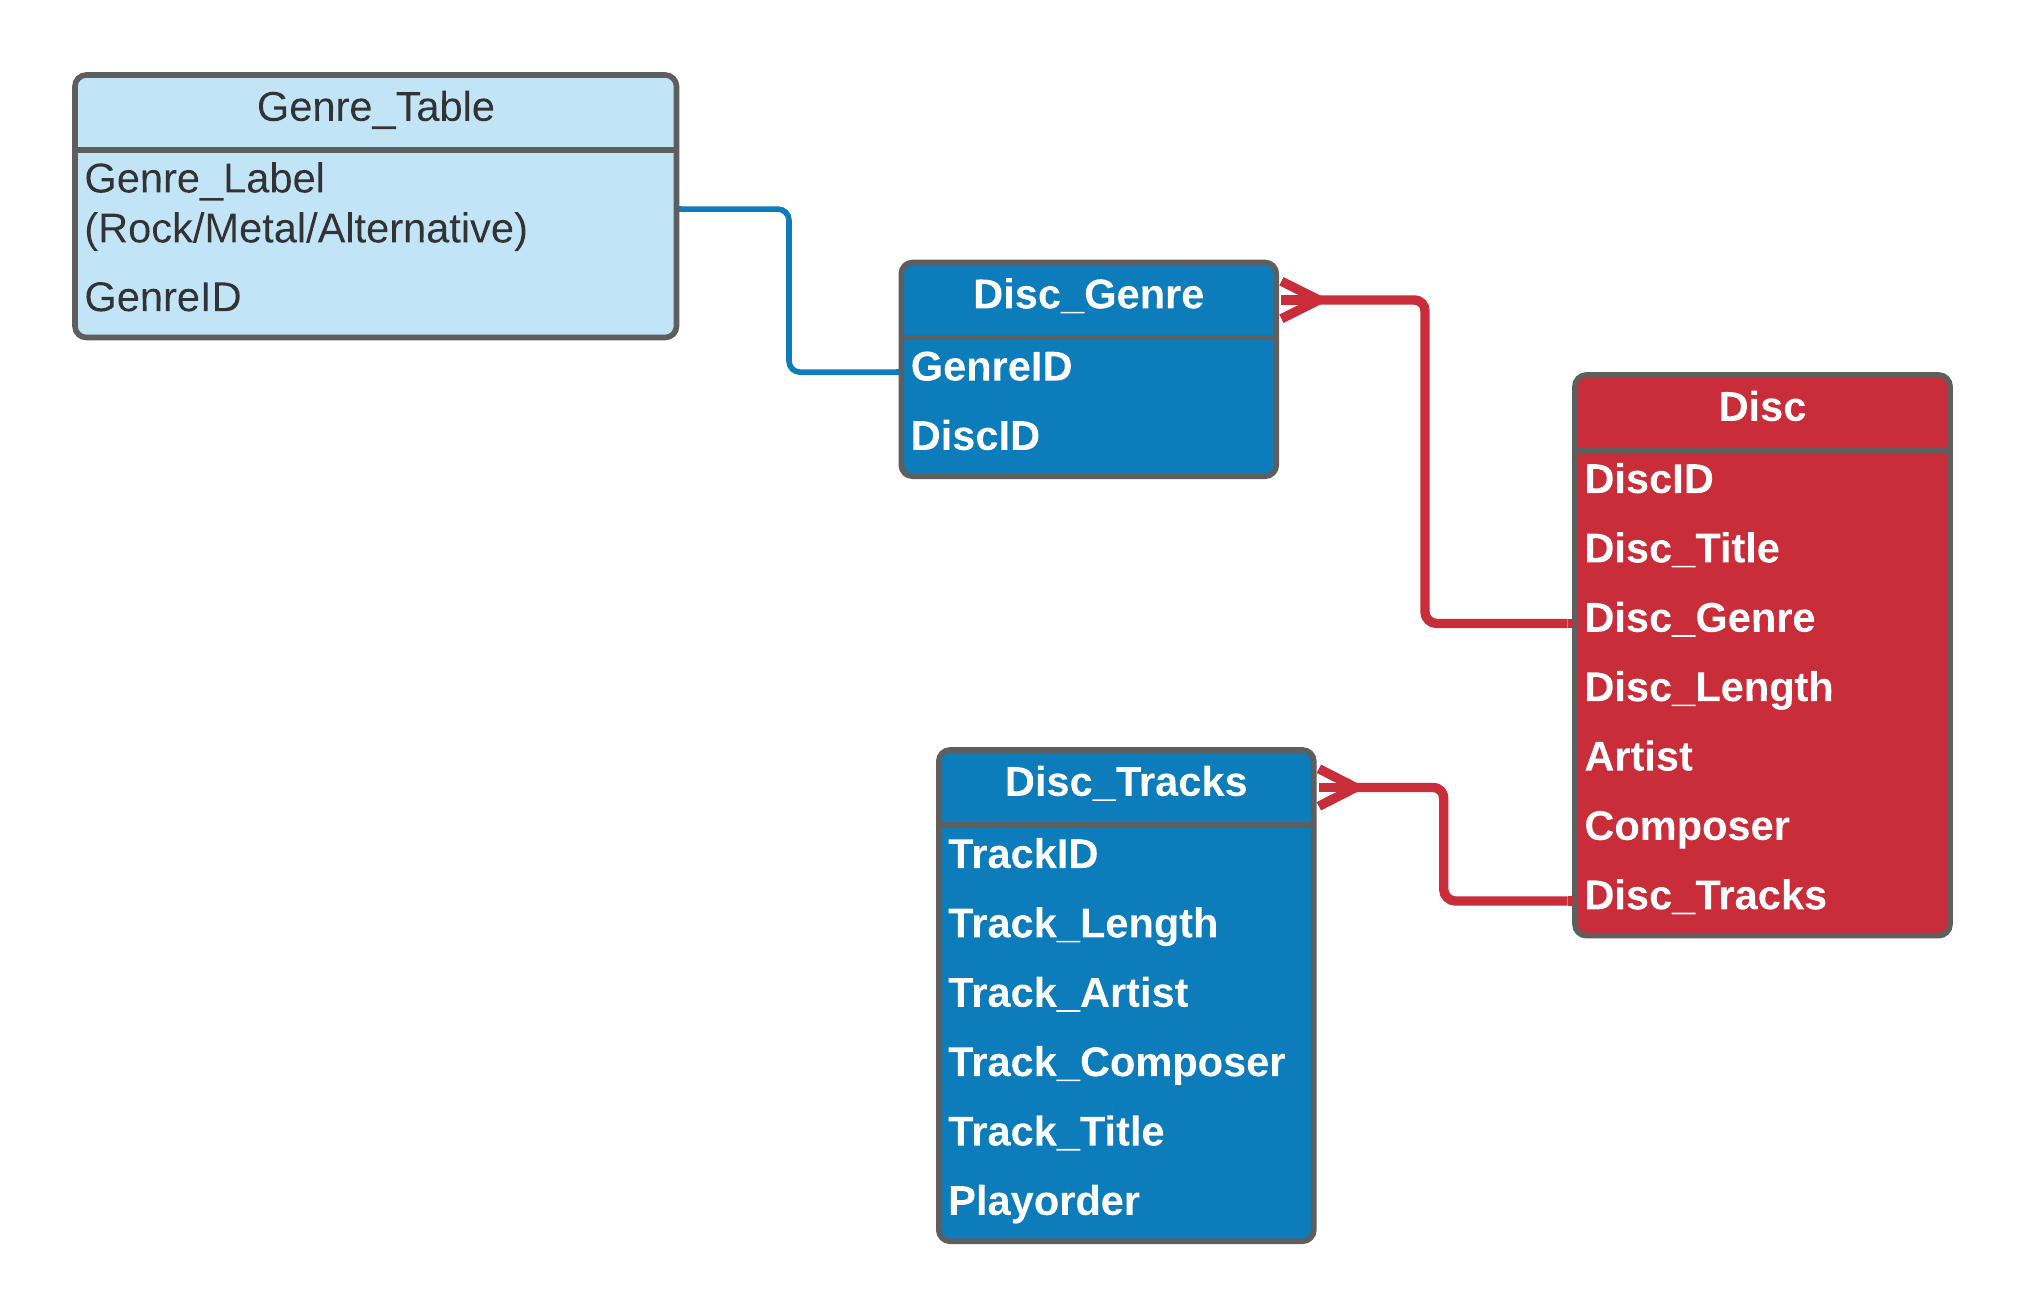 Genre_Table
Genre_Label
(Rock/Metal/Alternative)
GenreID
Disc_Genre
GenreID
DiscID
Disc
DiscID
Disc_Title
Disc_Genre
Disc_Length
Artist
Composer
Disc_Tracks
Disc_Tracks
TrackID
Track_Length
Track_Artist
Track_Composer
Track_Title
Playorder